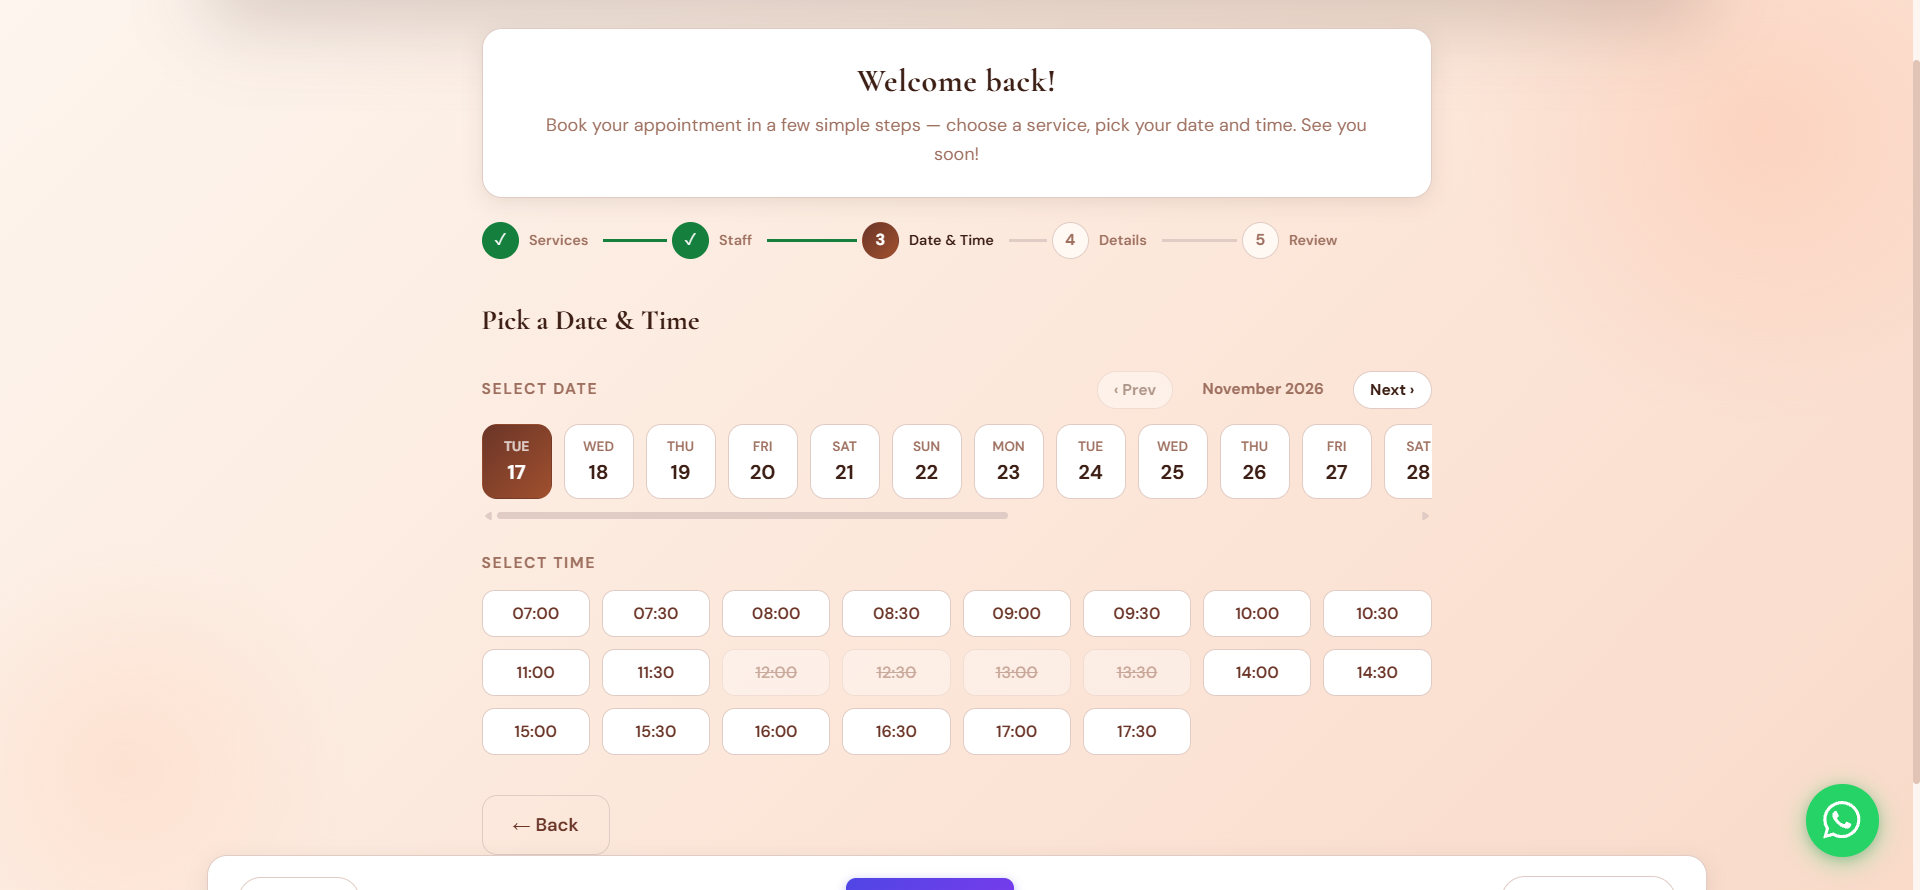 Welcome back!
Book your appointment in a few simple steps — choose a service, pick your date and time. See you
soon!
✓ Services ✓ Staff 3 Date & Time 4 Details 5 Review
Pick a Date & Time
SELECT DATE ‹ Prev November 2026 Next ›
TUE WED THU FRI SAT SUN MON TUE WED THU FRI SAT
17 18 19 20 21 22 23 24 25 26 27 28
SELECT TIME
07:00 07:30 08:00 08:30 09:00 09:30 10:00 10:30
11:00 11:30 12:00 12:30 13:00 13:30 14:00 14:30
15:00 15:30 16:00 16:30 17:00 17:30
← Back